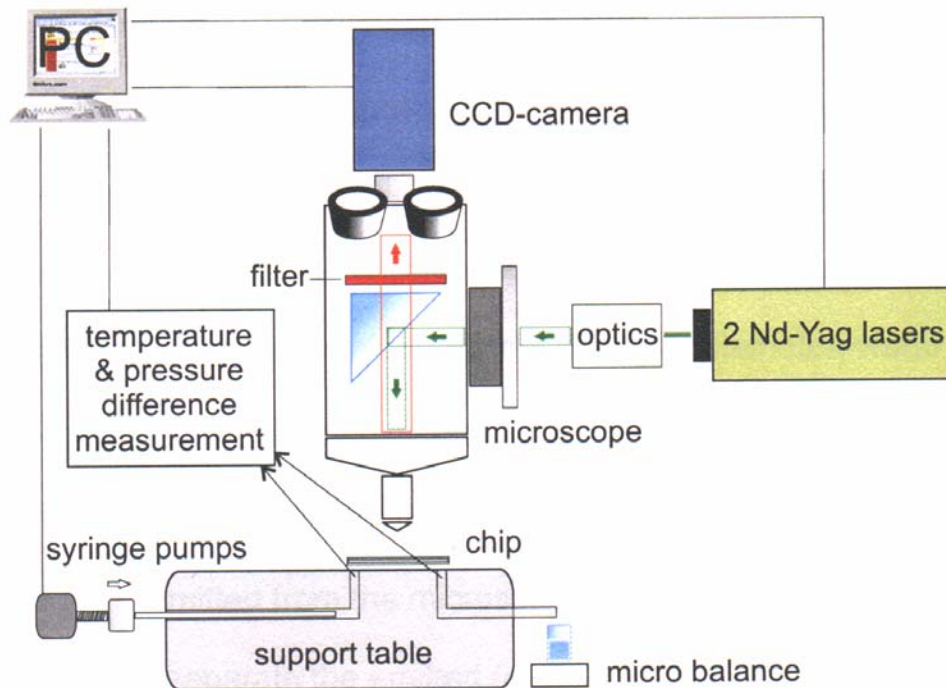 PC
CCD-camera
filter
temperature
& pressure
difference
measurement
optics
2 Nd-Yag lasers
microscope
syringe pumps
chip
support table
micro balance